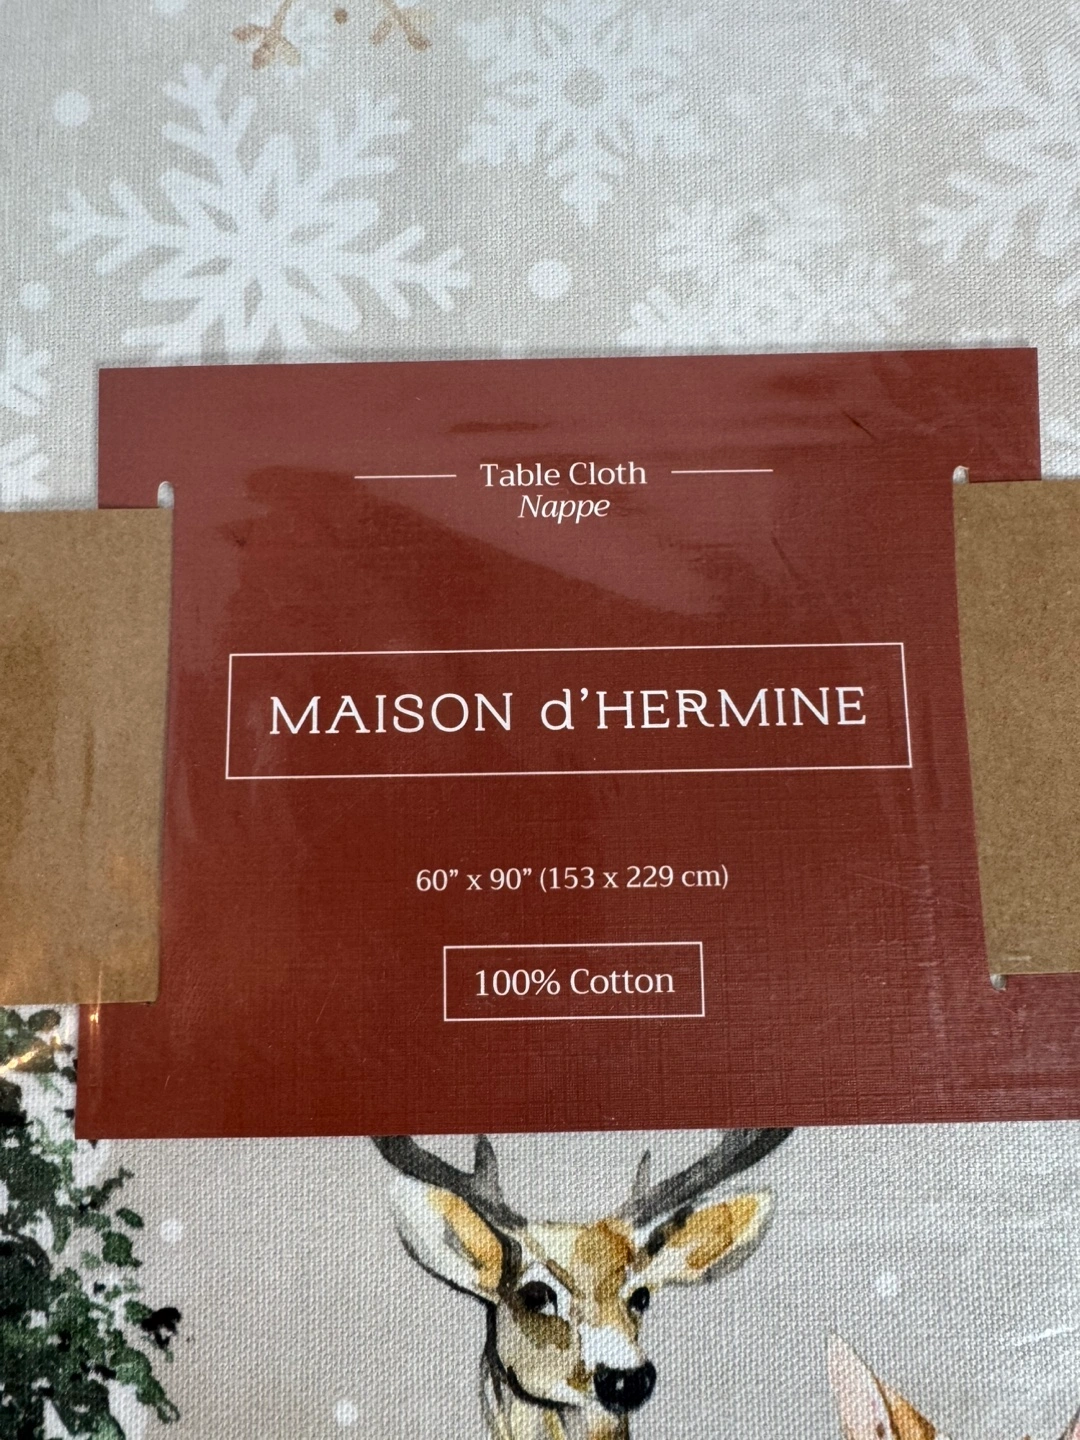 Table Cloth
Nappe
MAISON d’HERMINE
60” x 90” (153 x 229 cm)
100% Cotton